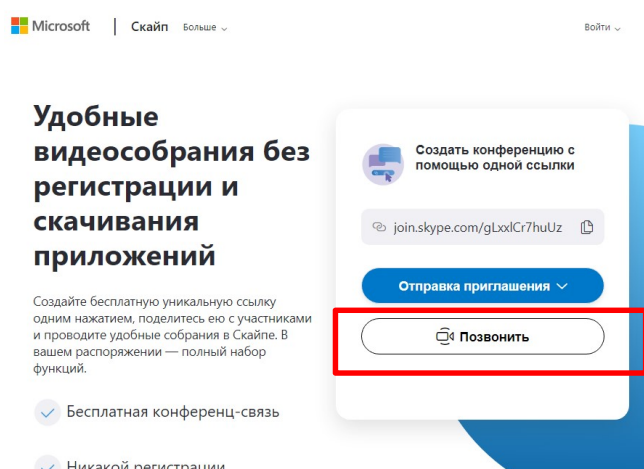 Microsoft Скайп Больше Войти
Удобные
видеособрания без
регистрации и
скачивания
приложений
Создайте бесплатную уникальную ссылку
одним нажатием, поделитесь ею с участниками
и проводите удобные собрания в Скайпе. В
вашем распоряжении — полный набор
функций.
Бесплатная конференц-связь
Никакой регистрации
Создать конференцию с
помощью одной ссылки
join.skype.com/gLxxlCr7huUz
Отправка приглашения
Позвонить